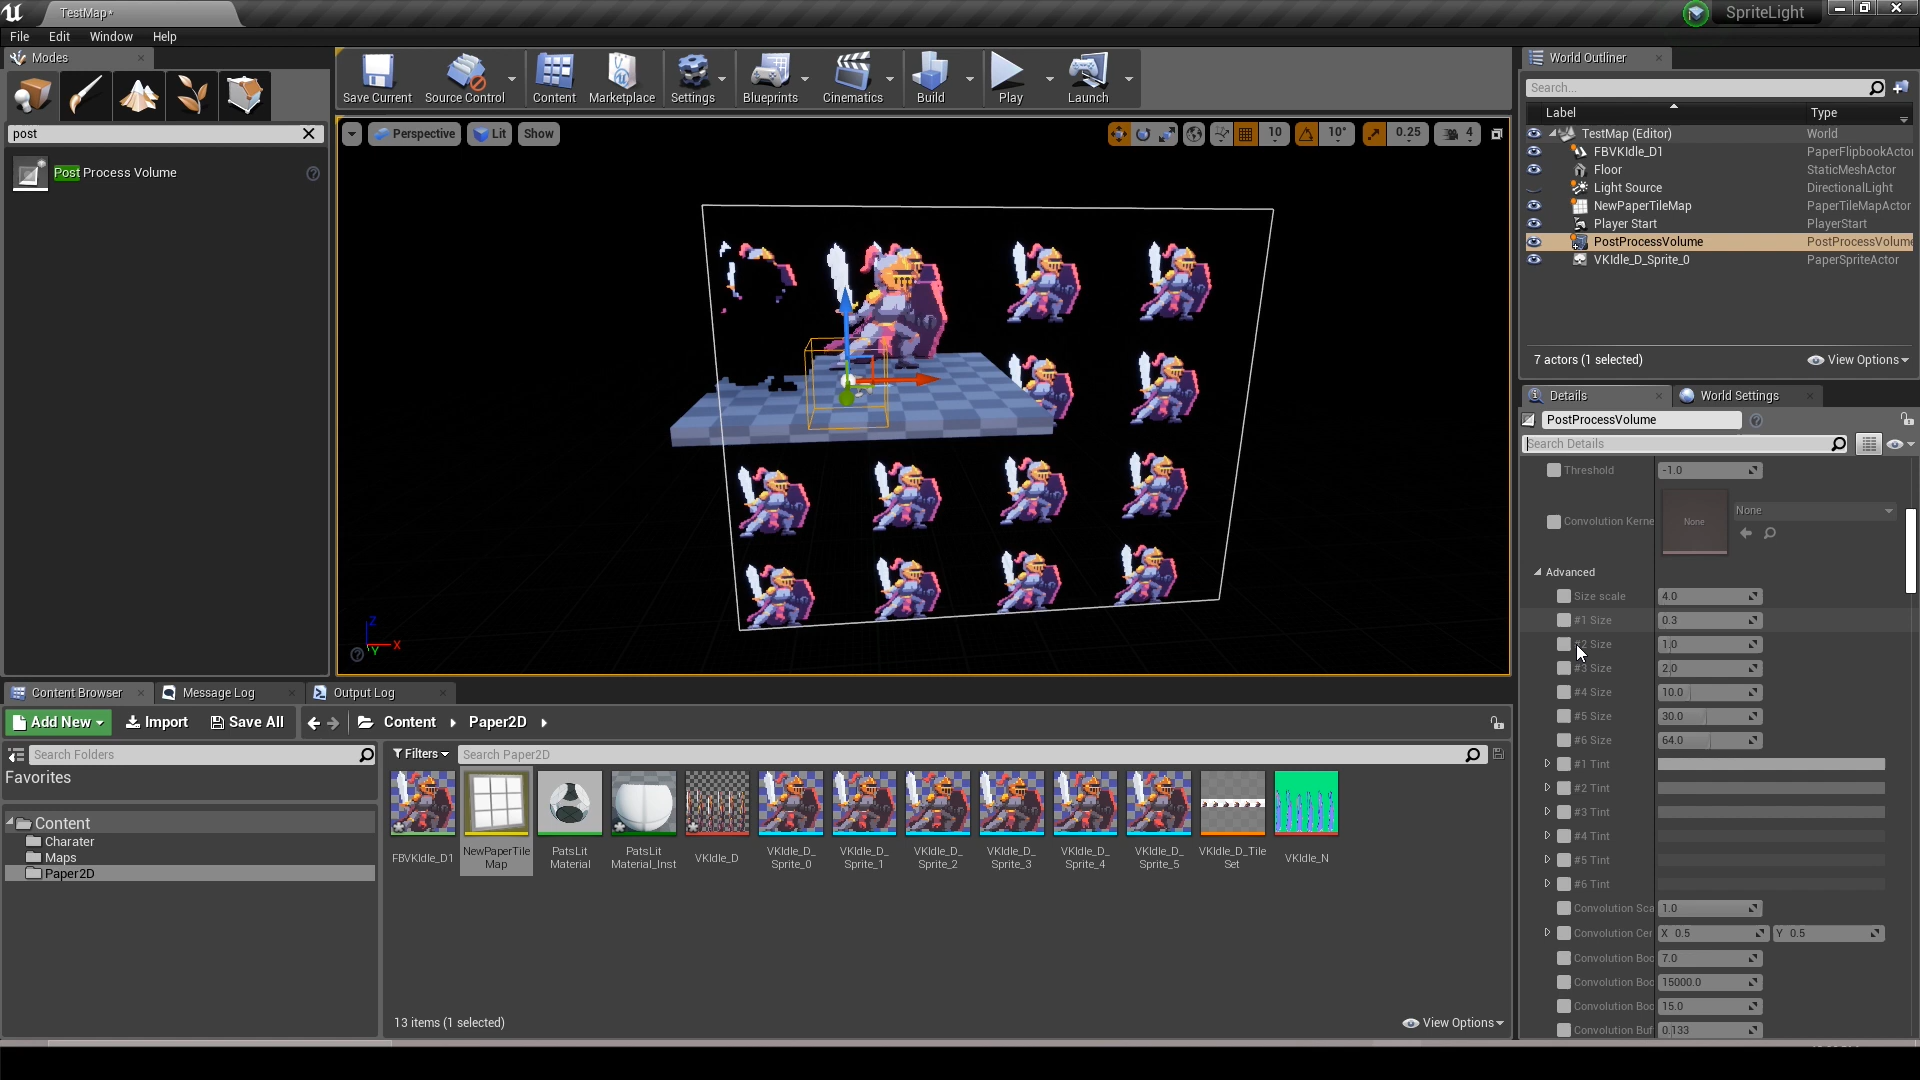 TestMap*
SpriteLight
File Edit Window Help
Modes
post
Post Process Volume
Save Current
Source Control
Content
Marketplace
Settings
Blueprints
Cinematics
Build
Play
Launch
Perspective
Lit
Show
10
10°
0.25
4
Z
X
Y
World Outliner
Search...
Label Type
TestMap (Editor) World
FBVKIdle_D1 PaperFlipbookActor
Floor StaticMeshActor
Light Source DirectionalLight
NewPaperTileMap PaperTileMapActor
Player Start PlayerStart
PostProcessVolume PostProcessVolume
VKIdle_D_Sprite_0 PaperSpriteActor
7 actors (1 selected)
View Options
Details
World Settings
PostProcessVolume
Search Details
Threshold -1.0
Convolution Kerne
None
None
Advanced
Size scale 4.0
#1 Size 0.3
#2 Size 1.0
#3 Size 2.0
#4 Size 10.0
#5 Size 30.0
#6 Size 64.0
#1 Tint
#2 Tint
#3 Tint
#4 Tint
#5 Tint
#6 Tint
Convolution Sca 1.0
Convolution Cer X 0.5 Y 0.5
Convolution Boo 7.0
Convolution Boo 15000.0
Convolution Boo 15.0
Convolution Buf 0.133
Content Browser
Message Log
Output Log
Add New
Import
Save All
Content
Paper2D
Search Folders
Favorites
Content
Charater
Maps
Paper2D
Filters
Search Paper2D
FBVKIdle_D1
NewPaperTile
Map
PatsLit
Material
PatsLit
Material_Inst
VKIdle_D
VKIdle_D_
Sprite_0
VKIdle_D_
Sprite_1
VKIdle_D_
Sprite_2
VKIdle_D_
Sprite_3
VKIdle_D_
Sprite_4
VKIdle_D_
Sprite_5
VKIdle_D_Tile
Set
VKIdle_N
13 items (1 selected)
View Options